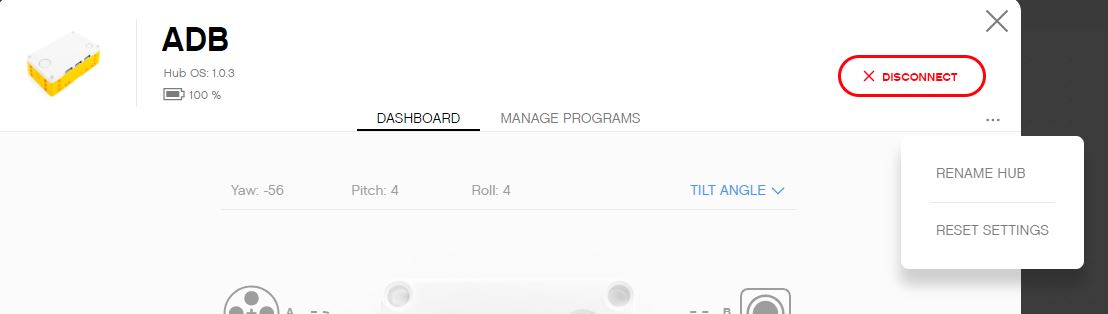 ADB
Hub OS: 1.0.3
100 %
DISCONNECT
DASHBOARD MANAGE PROGRAMS ...
RENAME HUB
RESET SETTINGS
Yaw: -56 Pitch: 4 Roll: 4 TILT ANGLE
A -- -- B